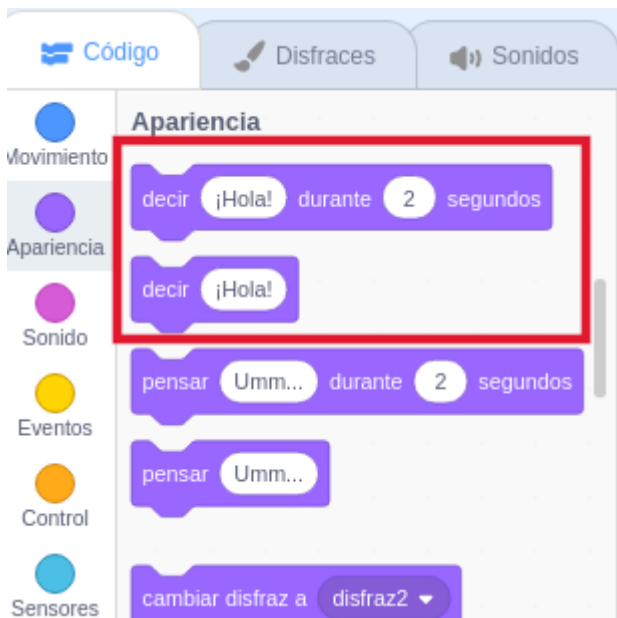 Código Disfraces Sonidos
Apariencia
Movimiento
Apariencia
Sonido
Eventos
Control
Sensores
decir ¡Hola! durante 2 segundos
decir ¡Hola!
pensar Umm... durante 2 segundos
pensar Umm...
cambiar disfraz a disfraz2